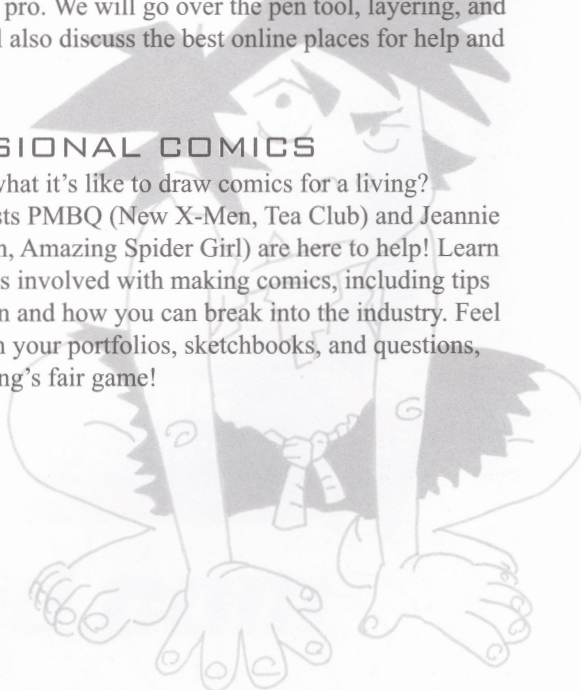 pro. We will go over the pen tool, layering, and
also discuss the best online places for help and
SIONAL COMICS
what it's like to draw comics for a living?
sts PMBQ (New X-Men, Tea Club) and Jeannie
n, Amazing Spider Girl) are here to help! Learn
s involved with making comics, including tips
n and how you can break into the industry. Feel
n your portfolios, sketchbooks, and questions,
ng's fair game!